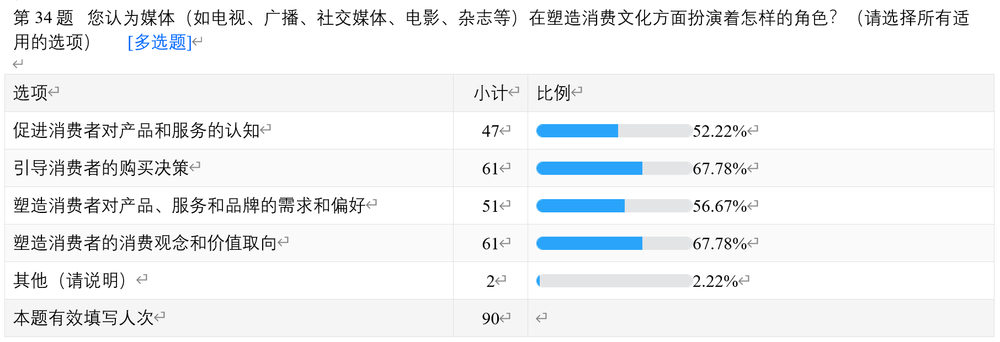 第 34 题 您认为媒体（如电视、广播、社交媒体、电影、杂志等）在塑造消费文化方面扮演着怎样的角色？（请选择所有适
用的选项） [多选题]↵
↵
选项↵ 小计↵ 比例↵
促进消费者对产品和服务的认知↵ 47↵ 52.22%↵
引导消费者的购买决策↵ 61↵ 67.78%↵
塑造消费者对产品、服务和品牌的需求和偏好↵ 51↵ 56.67%↵
塑造消费者的消费观念和价值取向↵ 61↵ 67.78%↵
其他（请说明）↵ 2↵ 2.22%↵
本题有效填写人次↵ 90↵ ↵